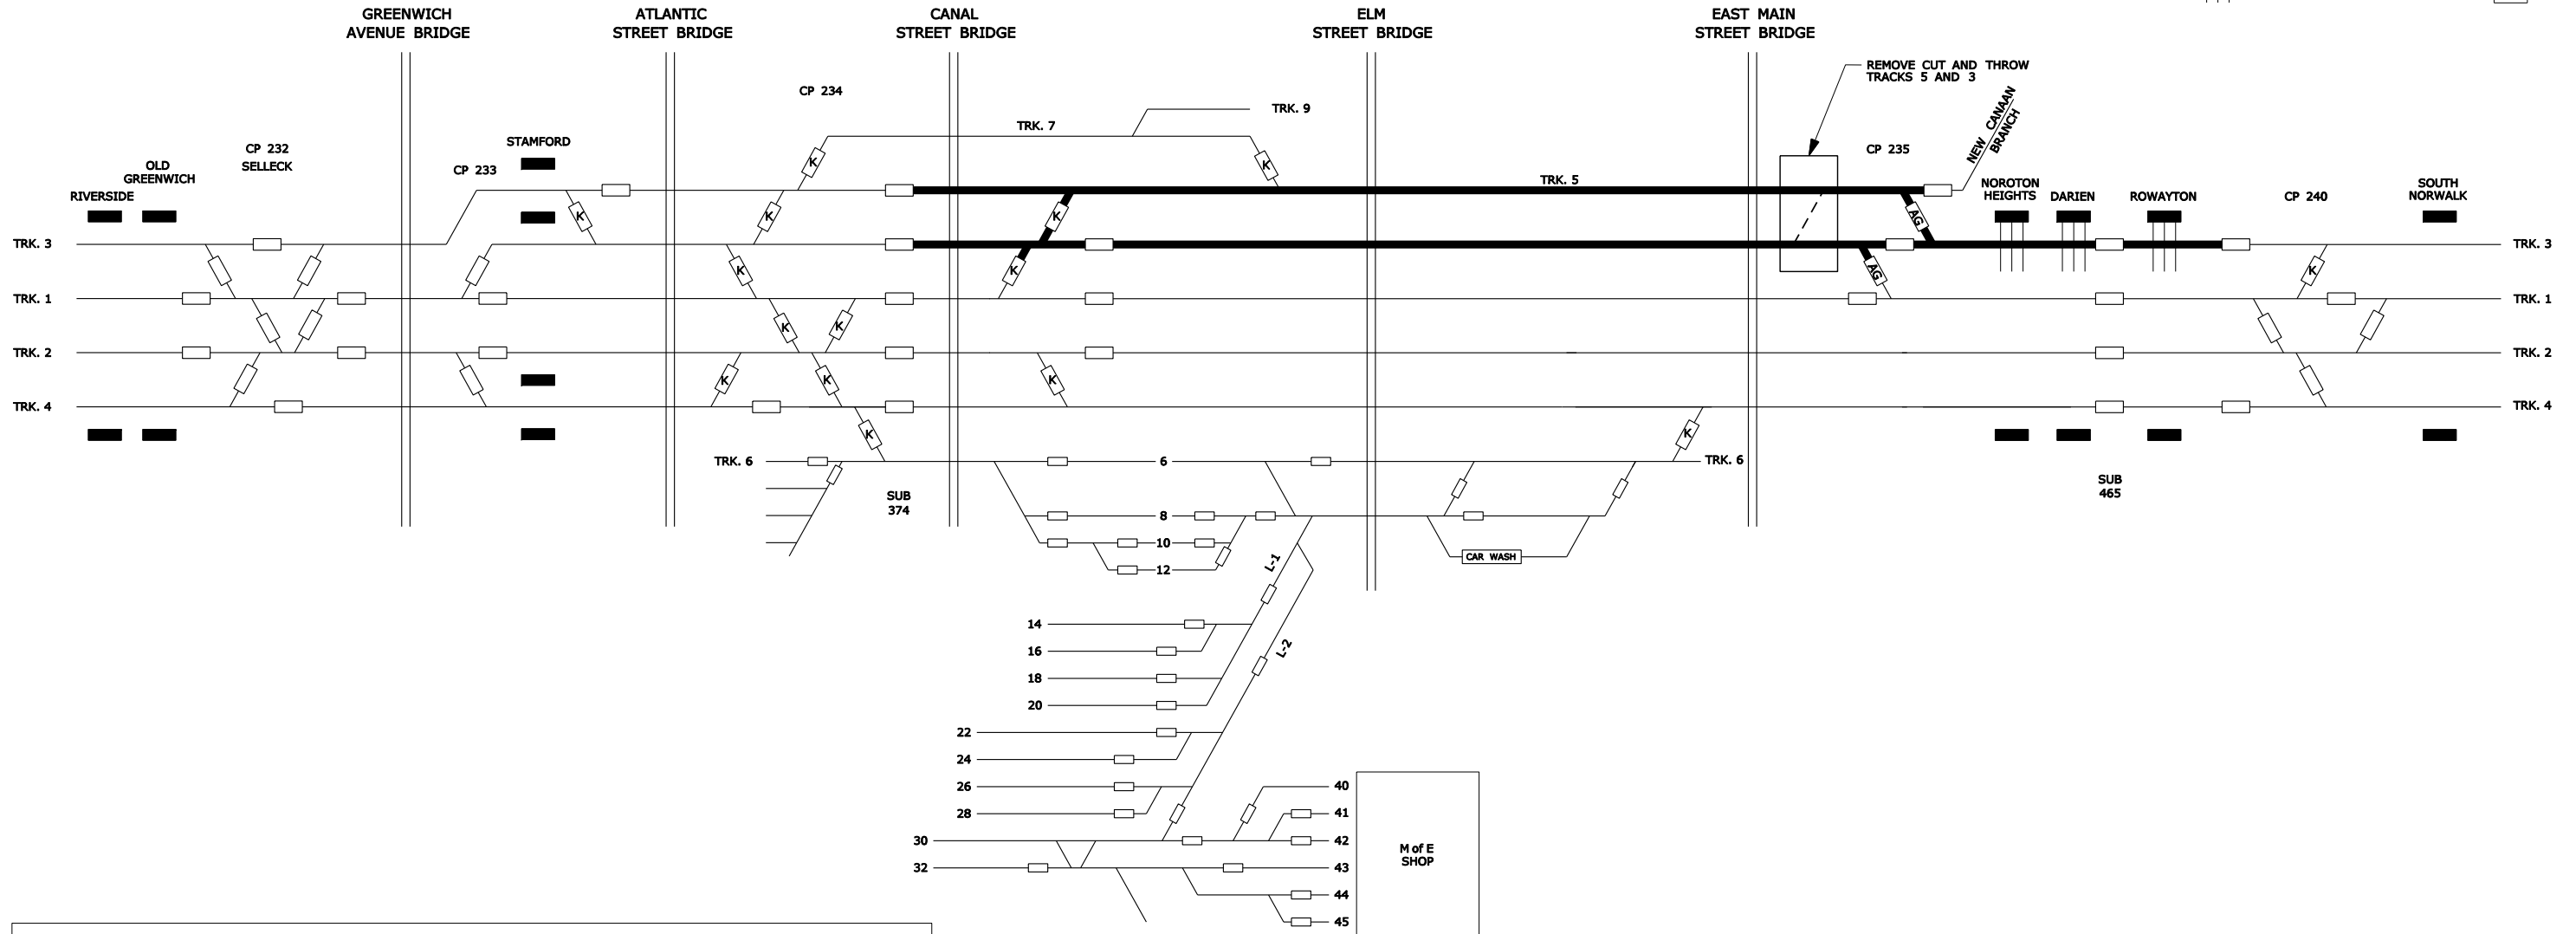 GREENWICH
AVENUE BRIDGE
ATLANTIC
STREET BRIDGE
CANAL
STREET BRIDGE
ELM
STREET BRIDGE
EAST MAIN
STREET BRIDGE
REMOVE CUT AND THROW
TRACKS 5 AND 3
CP 234
TRK. 9
TRK. 7
NEW CANAAN
BRANCH
CP 232
SELLECK
STAMFORD
CP 233
CP 235
OLD
GREENWICH
RIVERSIDE
K
K
TRK. 5
NOROTON
HEIGHTS
DARIEN
ROWAYTON
CP 240
SOUTH
NORWALK
K
K
K
AG
TRK. 3
TRK. 3
K
K
AG
K
TRK. 1
TRK. 1
K
K
TRK. 2
TRK. 2
K
K
K
TRK. 4
TRK. 4
K
K
TRK. 6
6
TRK. 6
SUB
374
SUB
465
8
10
12
CAR WASH
L-1
L-2
14
16
18
20
22
24
26
28
30
32
40
41
42
43
44
45
M of E
SHOP